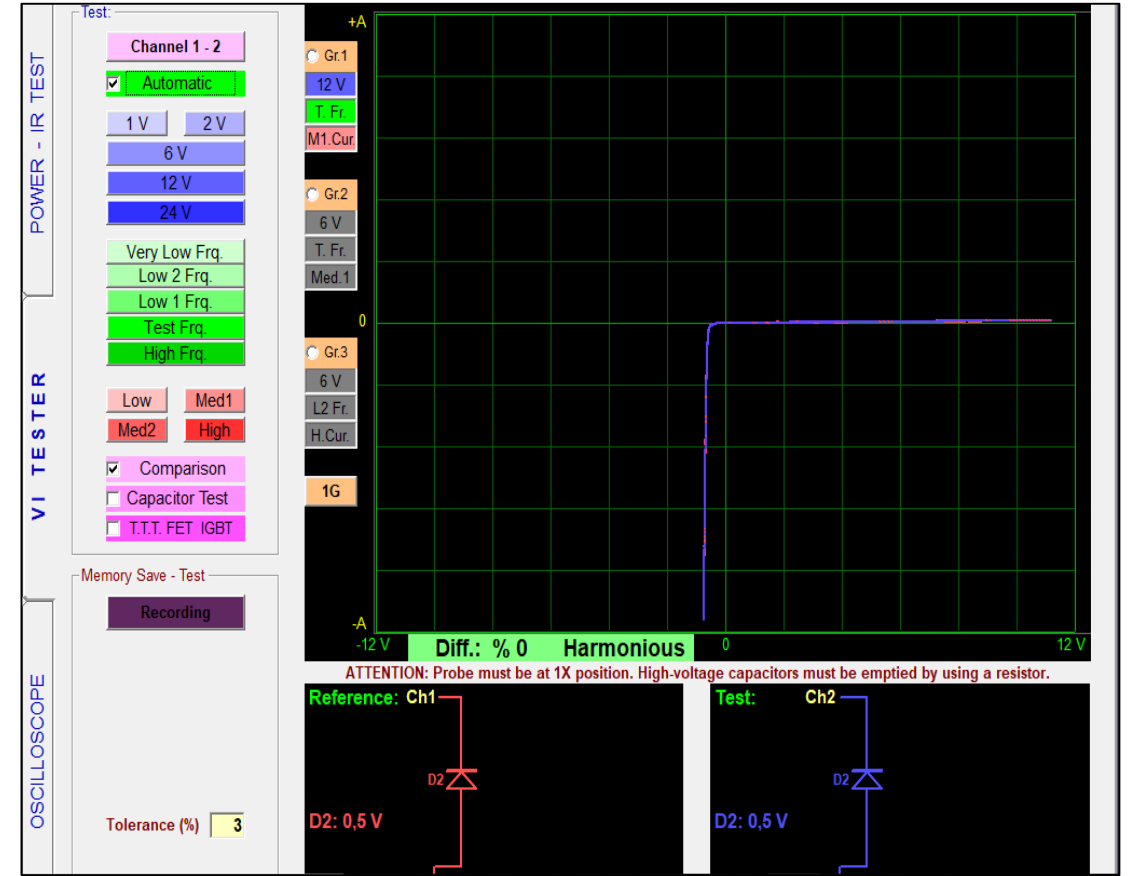 POWER - IR TEST
VI TESTER
OSCILLOSCOPE
Test:
Channel 1 - 2
Automatic
1 V
2 V
6 V
12 V
24 V
Very Low Frq.
Low 2 Frq.
Low 1 Frq.
Test Frq.
High Frq.
Low
Med1
Med2
High
Comparison
Capacitor Test
T.T.T. FET IGBT
Memory Save - Test
Recording
Tolerance (%) 3
+A
Gr.1
12 V
T. Fr.
M1.Cur.
Gr.2
6 V
T. Fr.
Med.1
0
Gr.3
6 V
L2 Fr.
H.Cur.
1G
-A
-12 V
Diff.: % 0 Harmonious
0
12 V
ATTENTION: Probe must be at 1X position. High-voltage capacitors must be emptied by using a resistor.
Reference: Ch1
D2
D2: 0,5 V
Test: Ch2
D2
D2: 0,5 V